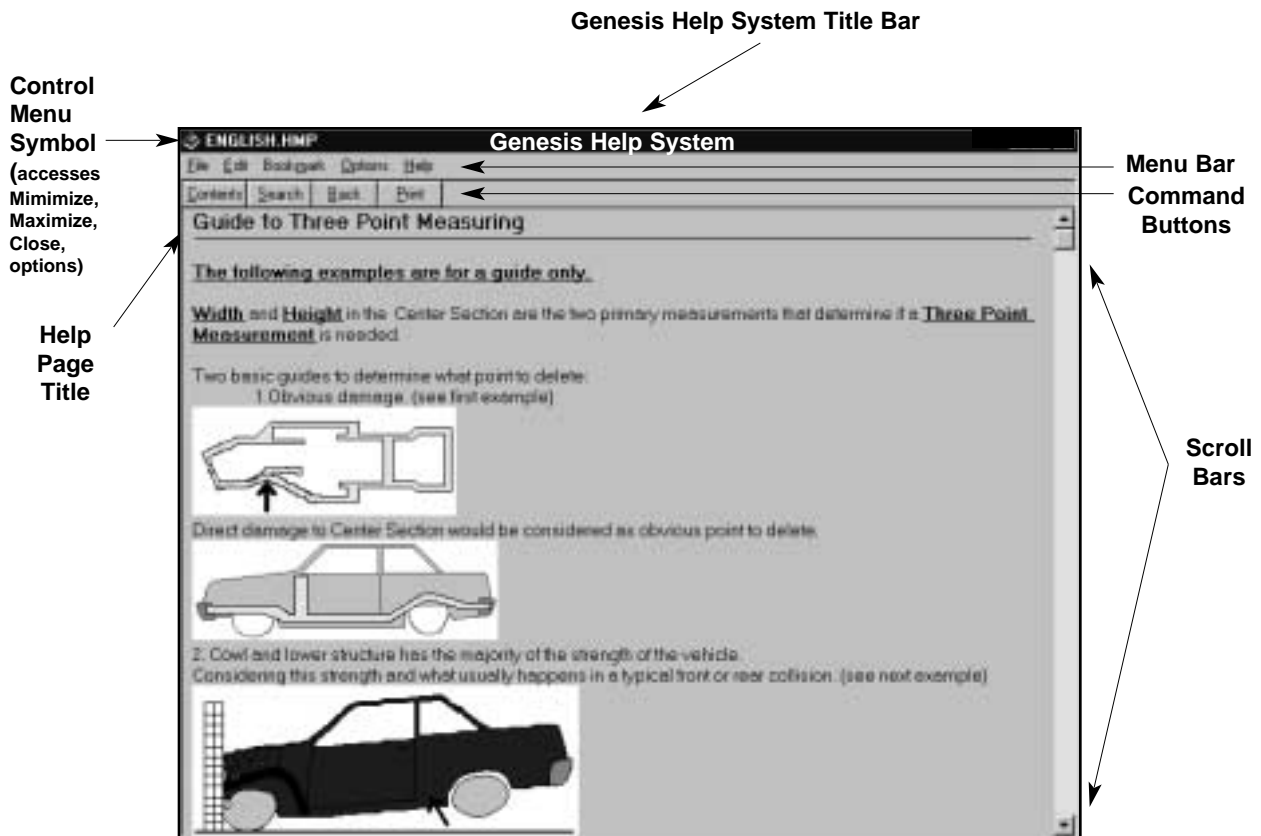 Genesis Help System Title Bar
Control
Menu
Symbol
(accesses
Mimimize,
Maximize,
Close,
options)
ENGLISH.HMP Genesis Help System
File Edit Bookmark Options Help
Menu Bar
Contents Search Back Print
Command
Buttons
Guide to Three Point Measuring
The following examples are for a guide only.
Width and Height in the Center Section are the two primary measurements that determine if a Three Point
Measurement is needed.
Help
Page
Title
Two basic guides to determine what point to delete:
1.Obvious damage. (see first example)
Scroll
Bars
Direct damage to Center Section would be considered as obvious point to delete.
2. Cowl and lower structure has the majority of the strength of the vehicle.
Considering this strength and what usually happens in a typical front or rear collision. (see next example)